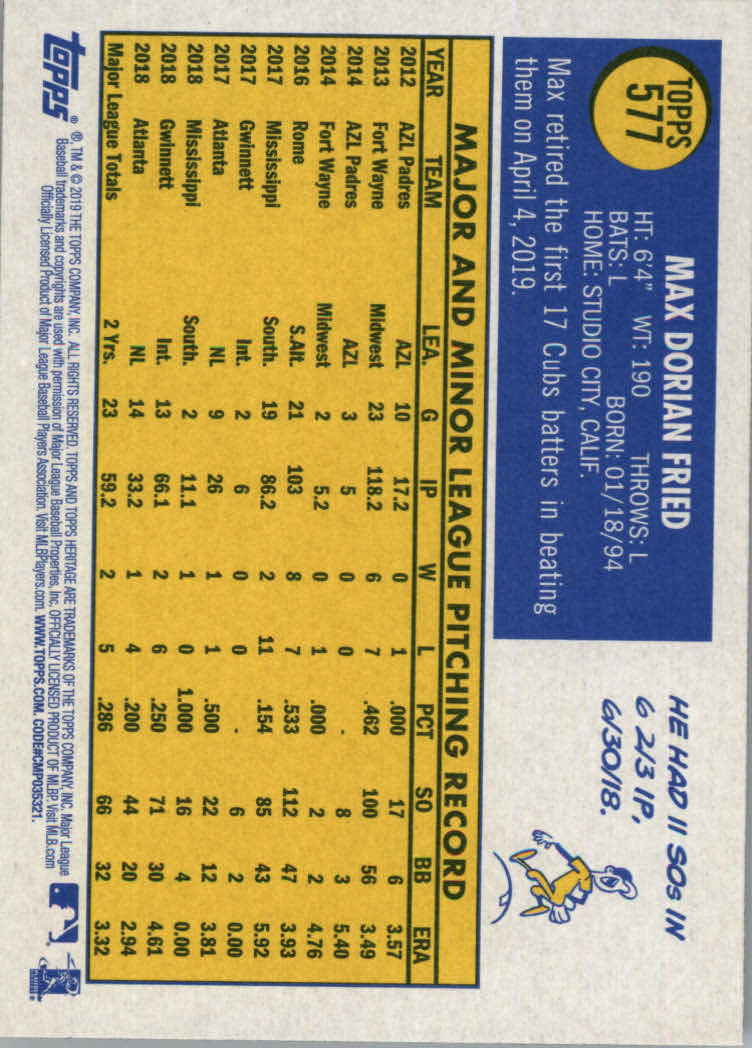 TOPPS
577
MAX DORIAN FRIED
HT: 6'4" WT: 190 THROWS: L
BATS: L BORN: 01/18/94
HOME: STUDIO CITY, CALIF.
Max retired the first 17 Cubs batters in beating
them on April 4, 2019.
HE HAD 11 SOs IN
6 2/3 IP,
6/30/18.
MAJOR AND MINOR LEAGUE PITCHING RECORD
YEAR TEAM LEA. G IP W L PCT SO BB ERA
2012 AZL Padres AZL 10 17.2 0 1 .000 17 6 3.57
2013 Fort Wayne Midwest 23 118.2 6 7 .462 100 56 3.49
2014 AZL Padres AZL 3 5 0 0 . 8 3 5.40
2014 Fort Wayne Midwest 2 5.2 0 1 .000 2 2 4.76
2016 Rome S.Alt. 21 103 8 7 .533 112 47 3.93
2017 Mississippi South. 19 86.2 2 11 .154 85 43 5.92
2017 Gwinnett Int. 2 6 0 0 . 6 2 0.00
2017 Atlanta NL 9 26 1 1 .500 22 12 3.81
2018 Mississippi South. 2 11.1 1 0 1.000 16 4 0.00
2018 Gwinnett Int. 13 66.1 2 6 .250 71 30 4.61
2018 Atlanta NL 14 33.2 1 4 .200 44 20 2.94
Major League Totals 2 Yrs. 23 59.2 2 5 .286 66 32 3.32
topps®
®, TM & © 2019 THE TOPPS COMPANY, INC. ALL RIGHTS RESERVED. TOPPS AND TOPPS HERITAGE ARE TRADEMARKS OF THE TOPPS COMPANY, INC. Major League
Baseball trademarks and copyrights are used with permission of Major League Baseball Properties, Inc. OFFICIALLY LICENSED PRODUCT OF MLBP. Visit MLB.com
Officially Licensed Product of Major League Baseball Players Association. Visit MLBPlayers.com. WWW.TOPPS.COM. CODE#CMP035321.